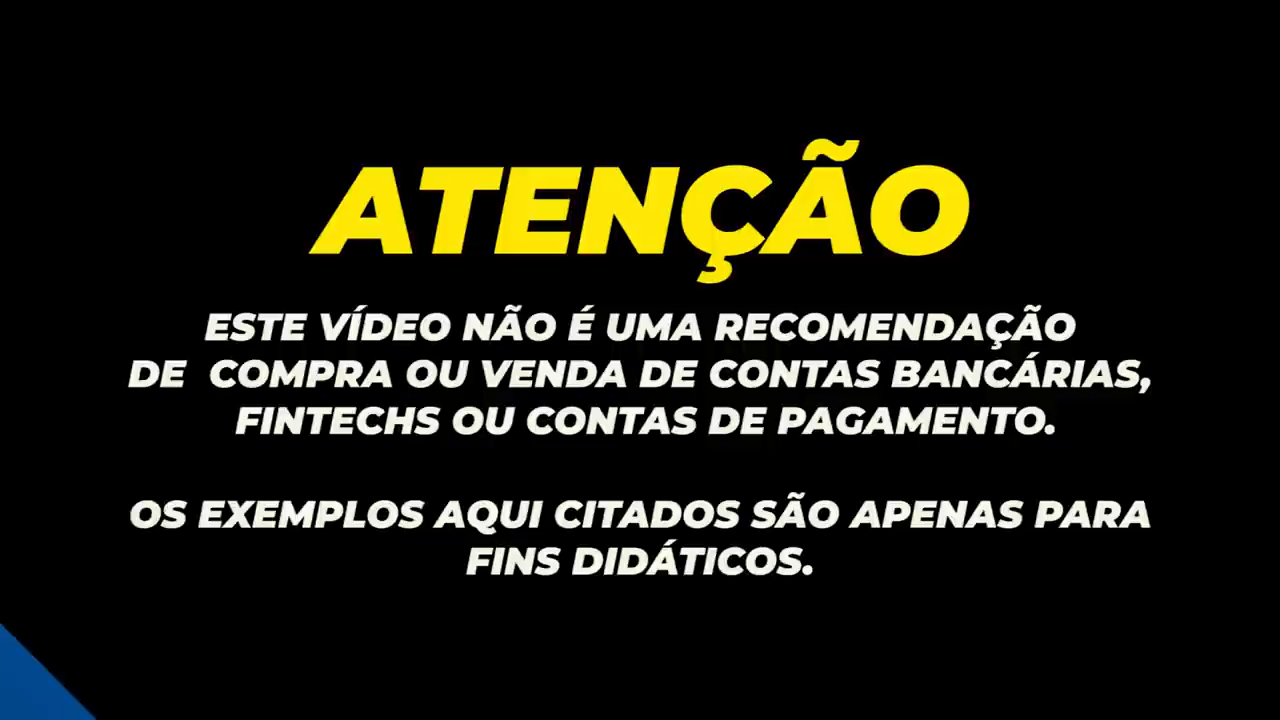 ATENÇÃO
ESTE VÍDEO NÃO É UMA RECOMENDAÇÃO
DE COMPRA OU VENDA DE CONTAS BANCÁRIAS,
FINTECHS OU CONTAS DE PAGAMENTO.
OS EXEMPLOS AQUI CITADOS SÃO APENAS PARA
FINS DIDÁTICOS.